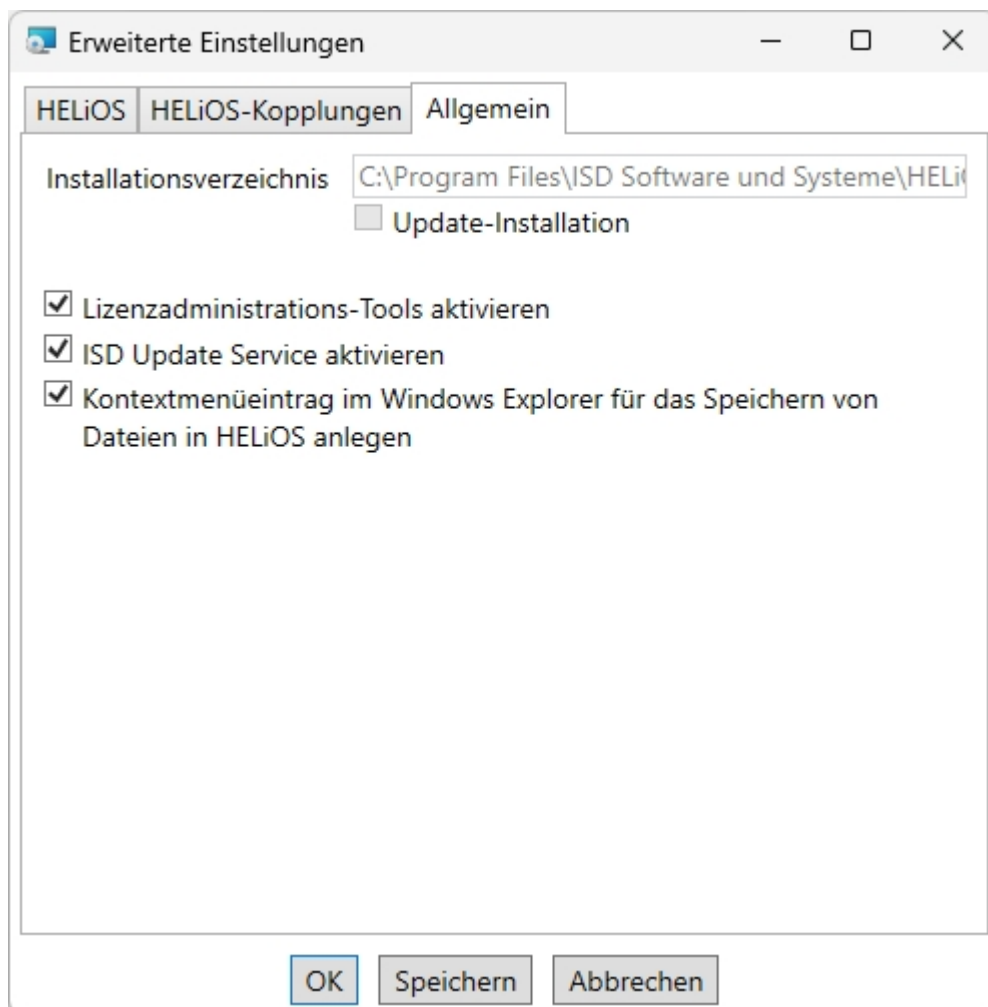 Erweiterte Einstellungen
HELiOS HELiOS-Kopplungen Allgemein
Installationsverzeichnis C:\Program Files\ISD Software und Systeme\HELi
Update-Installation
Lizenzadministrations-Tools aktivieren
ISD Update Service aktivieren
Kontextmenüeintrag im Windows Explorer für das Speichern von
Dateien in HELiOS anlegen
OK Speichern Abbrechen